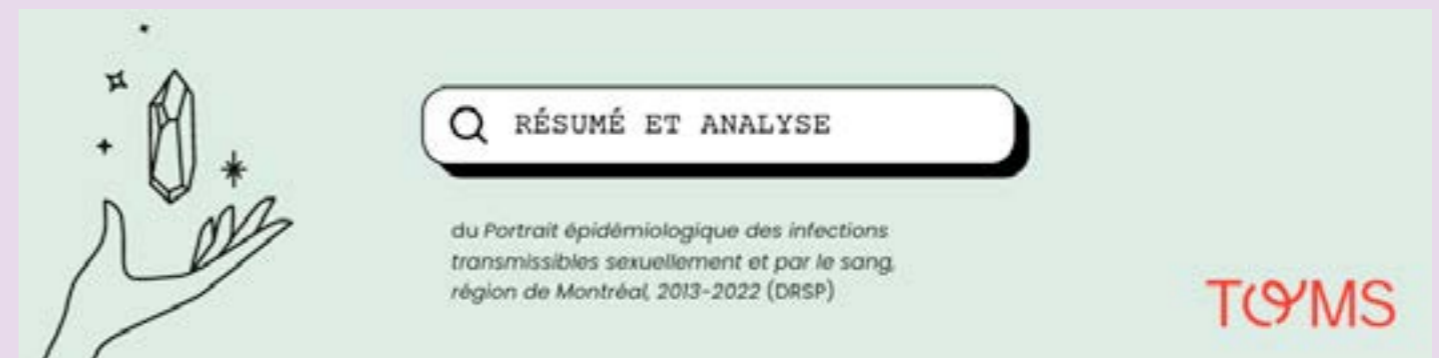 RÉSUMÉ ET ANALYSE
du Portrait épidémiologique des infections
transmissibles sexuellement et par le sang,
région de Montréal, 2013-2022 (DRSP)
TOMS